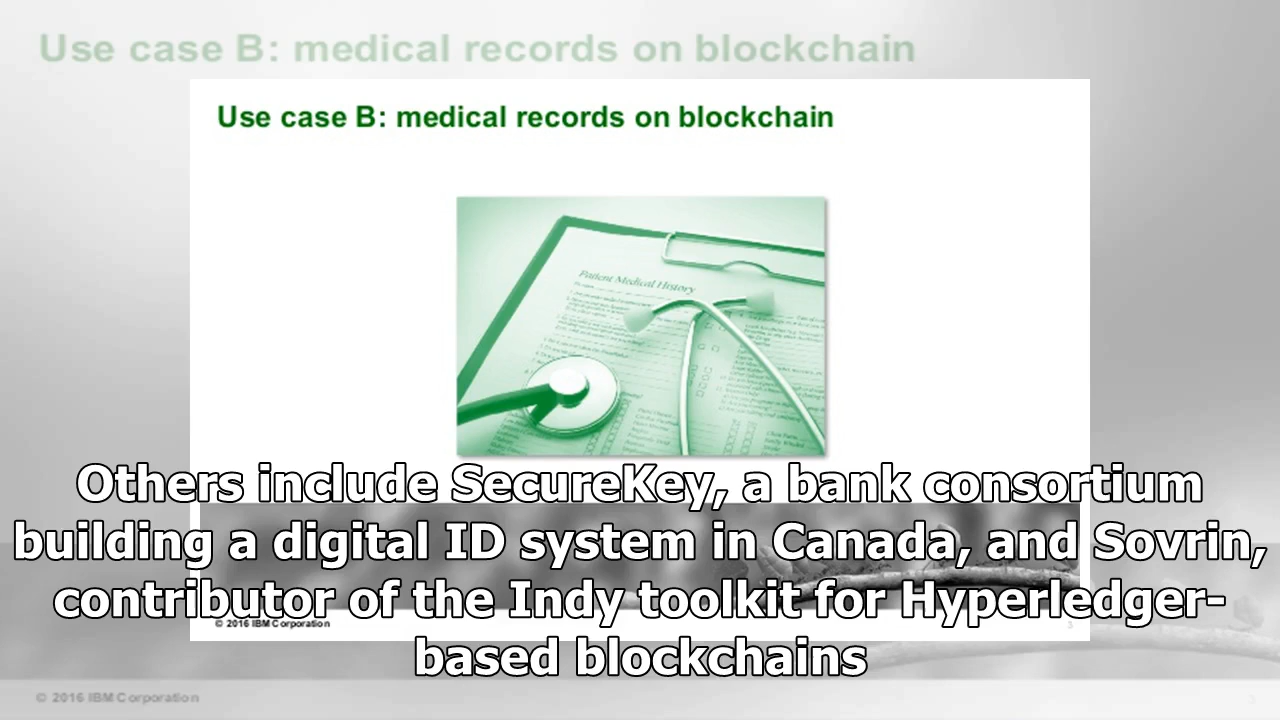 Use case B: medical records on blockchain
Use case B: medical records on blockchain
Patient Medical History
Others include SecureKey, a bank consortium
building a digital ID system in Canada, and Sovrin,
contributor of the Indy toolkit for Hyperledger-
based blockchains
© 2016 IBM Corporation
3
© 2016 IBM Corporation
3